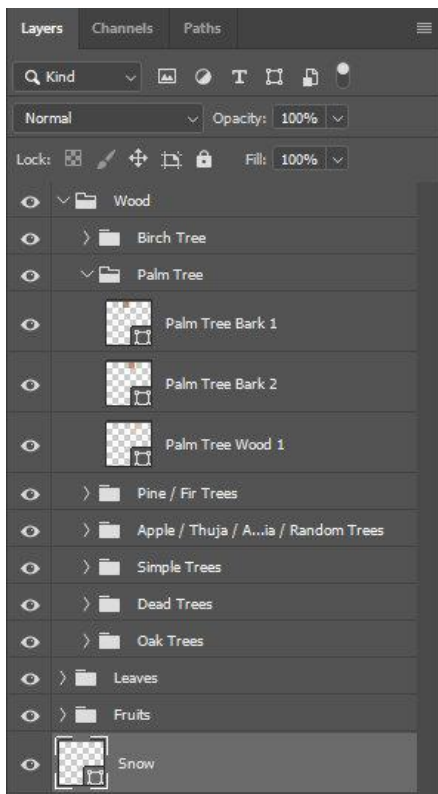 Layers Channels Paths
Kind
Normal Opacity: 100%
Lock: Fill: 100%
Wood
Birch Tree
Palm Tree
Palm Tree Bark 1
Palm Tree Bark 2
Palm Tree Wood 1
Pine / Fir Trees
Apple / Thuja / A...ia / Random Trees
Simple Trees
Dead Trees
Oak Trees
Leaves
Fruits
Snow